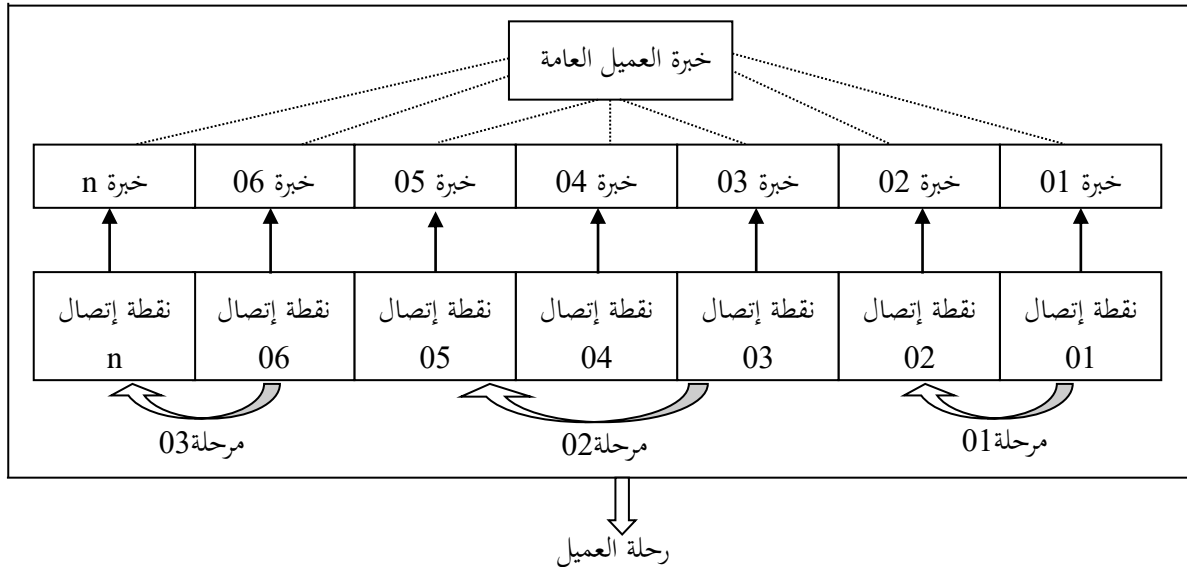 خبرة العميل العامة
خبرة 01 خبرة 02 خبرة 03 خبرة 04 خبرة 05 خبرة 06 خبرة n
نقطة إتصال نقطة إتصال نقطة إتصال نقطة إتصال نقطة إتصال نقطة إتصال نقطة إتصال
01 02 03 04 05 06 n
مرحلة01 مرحلة02 مرحلة03
رحلة العميل